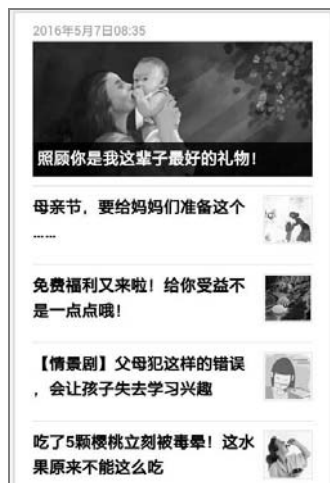 2016年5月7日08:35
照顾你是我这辈子最好的礼物！
母亲节，要给妈妈们准备这个
……
免费福利又来啦！给你受益不
是一点点哦！
【情景剧】父母犯这样的错误
，会让孩子失去学习兴趣
吃了5颗樱桃立刻被毒晕！这水
果原来不能这么吃